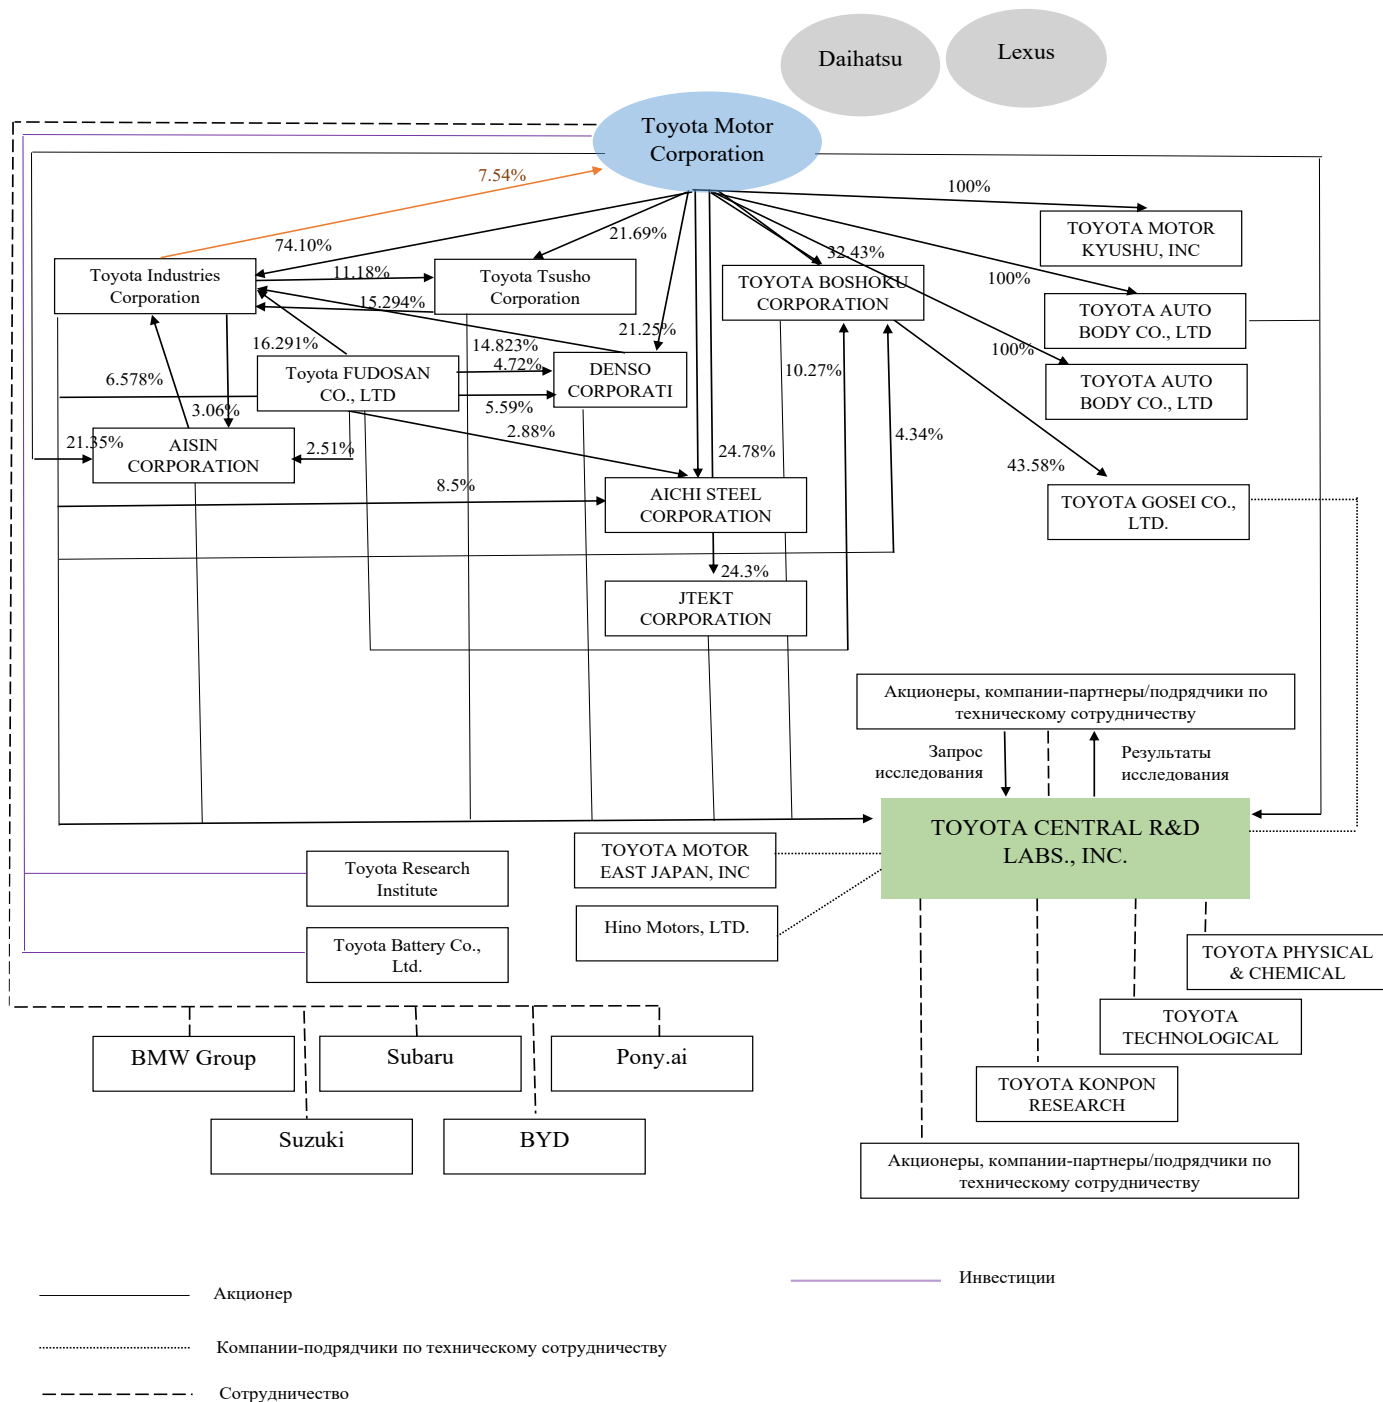 Daihatsu
Lexus
Toyota Motor
Corporation
7.54%
100%
74.10%
21.69%
32.43%
TOYOTA MOTOR
KYUSHU, INC
Toyota Industries
Corporation
11.18%
Toyota Tsusho
Corporation
TOYOTA BOSHOKU
CORPORATION
100%
15.294%
TOYOTA AUTO
BODY CO., LTD
21.25%
16.291%
14.823%
4.72%
100%
6.578%
Toyota FUDOSAN
CO., LTD
DENSO
CORPORATI
10.27%
TOYOTA AUTO
BODY CO., LTD
3.06%
5.59%
2.88%
4.34%
21.35%
AISIN
CORPORATION
2.51%
24.78%
43.58%
8.5%
AICHI STEEL
CORPORATION
TOYOTA GOSEI CO.,
LTD.
24.3%
JTEKT
CORPORATION
Акционеры, компании-партнеры/подрядчики по
техническому сотрудничеству
Запрос
исследования
Результаты
исследования
TOYOTA CENTRAL R&D
LABS., INC.
TOYOTA MOTOR
EAST JAPAN, INC
Toyota Research
Institute
Hino Motors, LTD.
Toyota Battery Co.,
Ltd.
TOYOTA PHYSICAL
& CHEMICAL
TOYOTA
TECHNOLOGICAL
BMW Group
Subaru
Pony.ai
TOYOTA KONPON
RESEARCH
Suzuki
BYD
Акционеры, компании-партнеры/подрядчики по
техническому сотрудничеству
Инвестиции
Акционер
Компании-подрядчики по техническому сотрудничеству
Сотрудничество